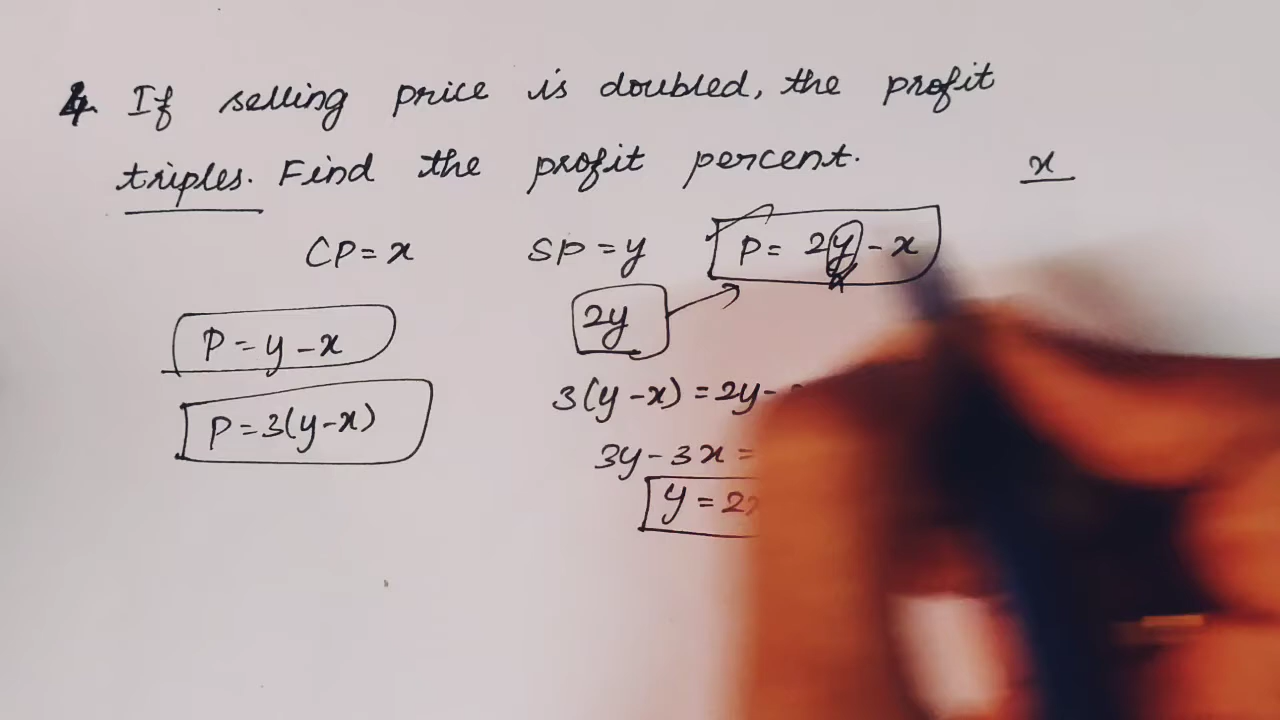 4. If selling price is doubled, the profit
triples. Find the profit percent.
x
CP = x SP = y P = 2y - x
2y
P = y - x
P = 3(y - x)
3(y - x) = 2y -
3y - 3x =
y = 2x